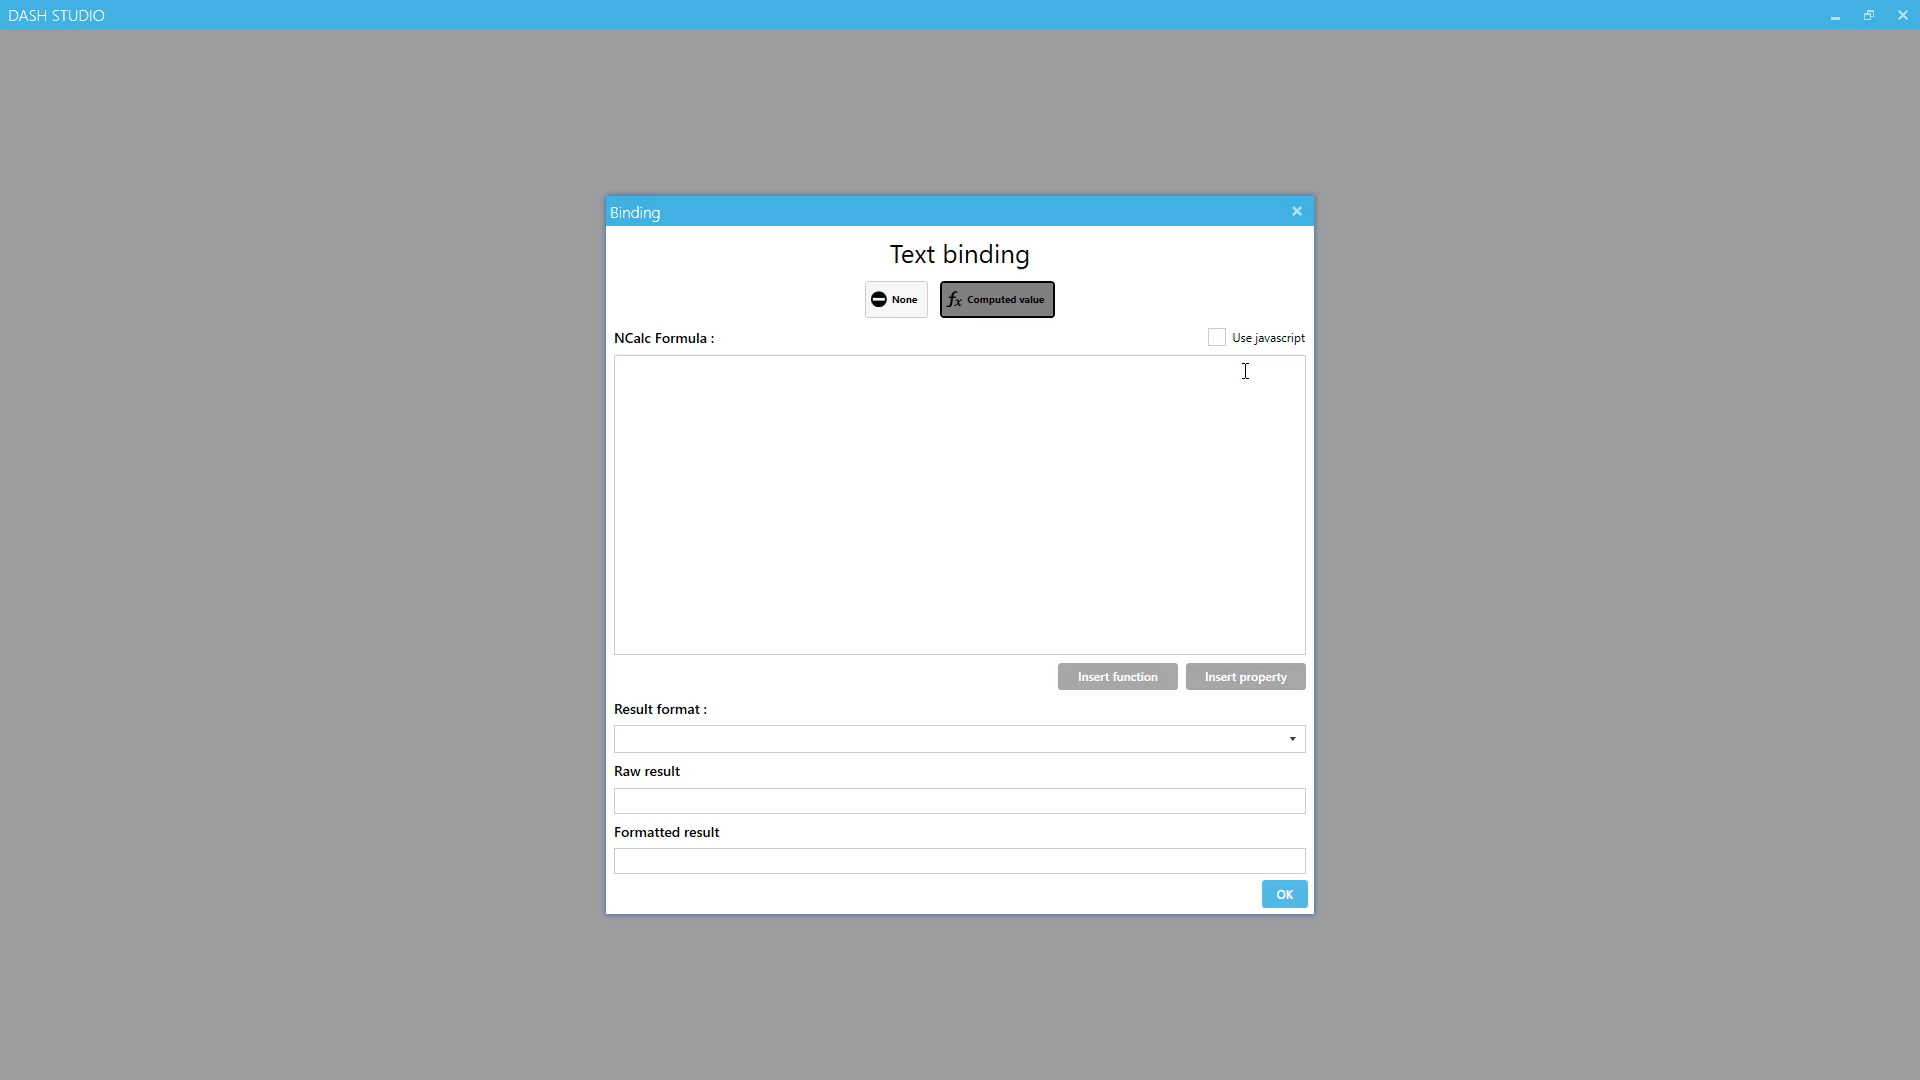 DASH STUDIO
Binding
Text binding
None
fx Computed value
NCalc Formula :
Use javascript
Insert function
Insert property
Result format :
Raw result
Formatted result
OK